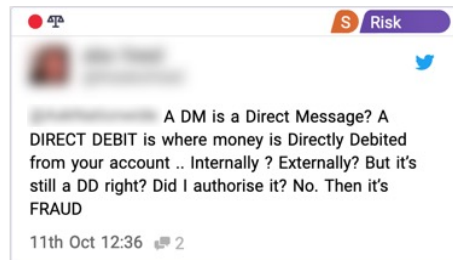 S Risk
A DM is a Direct Message? A
DIRECT DEBIT is where money is Directly Debited
from your account .. Internally ? Externally? But it's
still a DD right? Did I authorise it? No. Then it's
FRAUD
11th Oct 12:36 2